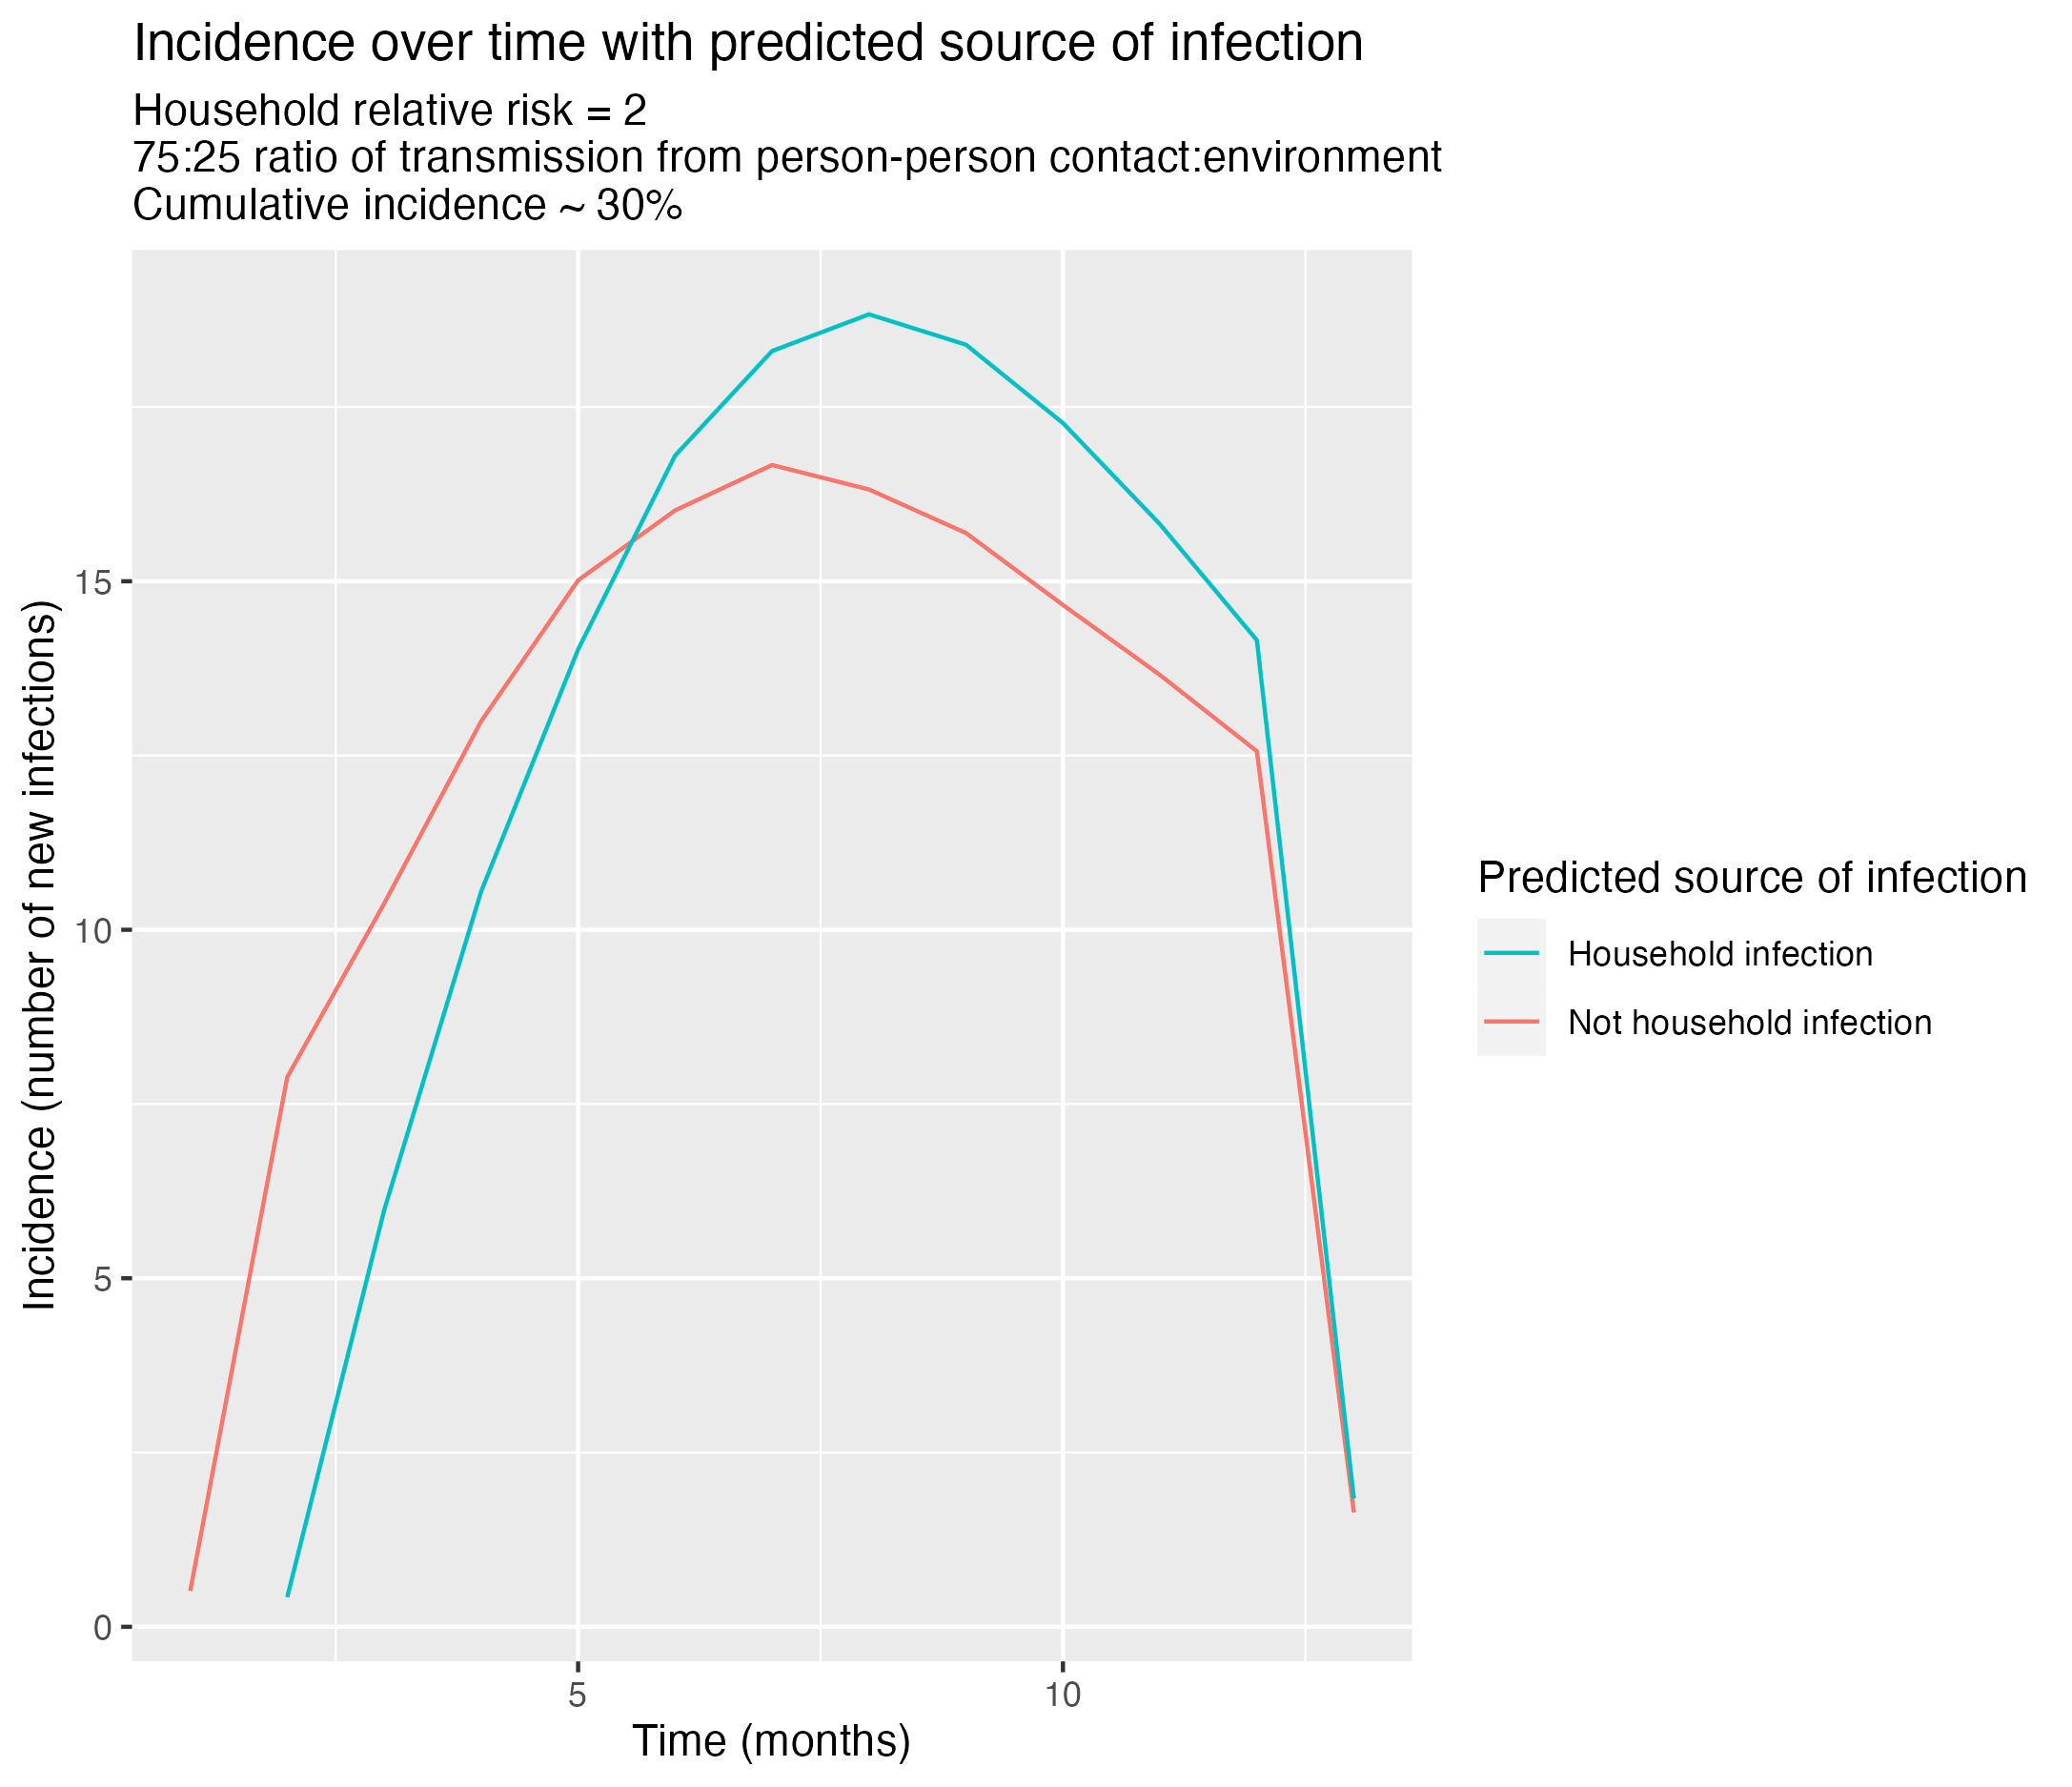 Incidence over time with predicted source of infection
Household relative risk = 2
75:25 ratio of transmission from person-person contact:environment
Cumulative incidence ~ 30%
Incidence (number of new infections)
15
10
5
0
5
10
Time (months)
Predicted source of infection
Household infection
Not household infection